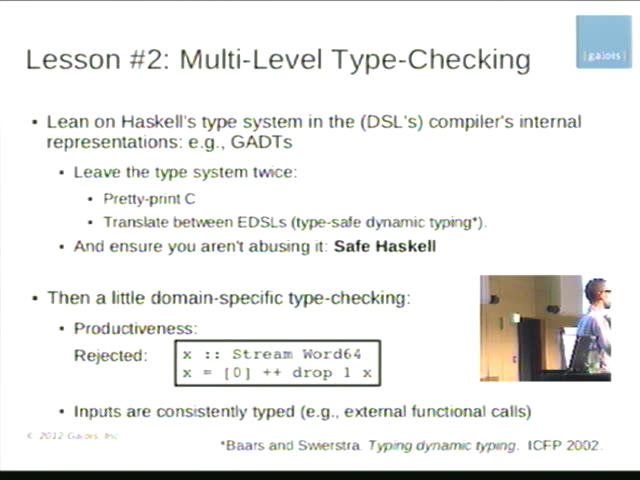 |galois|
Lesson #2: Multi-Level Type-Checking
• Lean on Haskell's type system in the (DSL's) compiler's internal
representations: e.g., GADTs
• Leave the type system twice:
• Pretty-print C
• Translate between EDSLs (type-safe dynamic typing*).
• And ensure you aren't abusing it: Safe Haskell
• Then a little domain-specific type-checking:
• Productiveness:
Rejected:
x :: Stream Word64
x = [0] ++ drop 1 x
• Inputs are consistently typed (e.g., external functional calls)
© 2012 Galois, Inc.
*Baars and Swierstra. Typing dynamic typing. ICFP 2002.